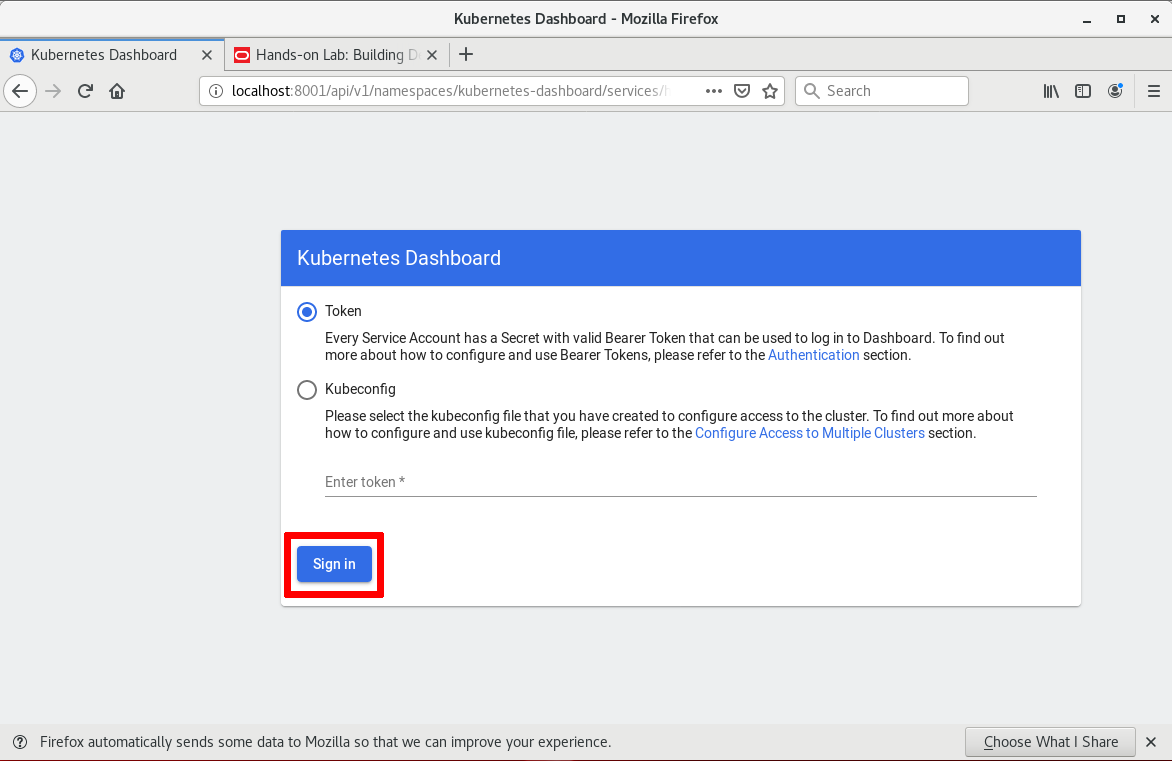 Kubernetes Dashboard - Mozilla Firefox
Kubernetes Dashboard
Hands-on Lab: Building D
localhost:8001/api/v1/namespces/kubernetes-dashboard/services/
Search
Kubernetes Dashboard
Token
Every Service Account has a Secret with valid Bearer Token that can be used to log in to Dashboard. To find out
more about how to configure and use Bearer Tokens, please refer to the Authentication section.
Kubeconfig
Please select the kubeconfig file that you have created to configure access to the cluster. To find out more about
how to configure and use kubeconfig file, please refer to the Configure Access to Multiple Clusters section.
Enter token *
Sign in
Firefox automatically sends some data to Mozilla so that we can improve your experience.
Choose What I Share